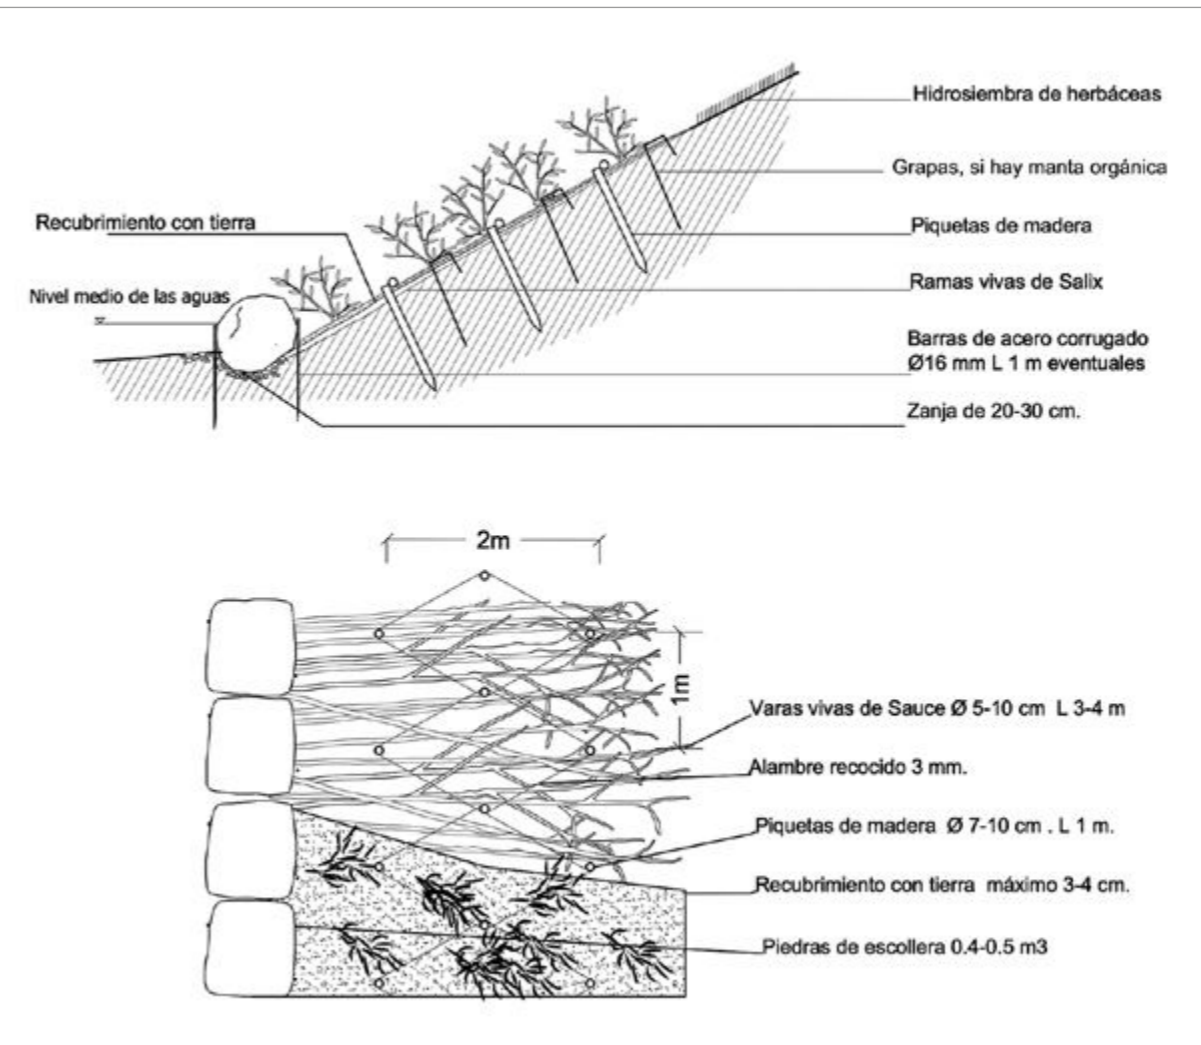 Hidrosiembra de herbáceas
Grapas, si hay manta orgánica
Recubrimiento con tierra
Piquetas de madera
Ramas vivas de Salix
Nivel medio de las aguas
Barras de acero corrugado
Ø16 mm L 1 m eventuales
Zanja de 20-30 cm.
2m
1m
Varas vivas de Sauce Ø 5-10 cm L 3-4 m
Alambre recocido 3 mm.
Piquetas de madera Ø 7-10 cm . L 1 m.
Recubrimiento con tierra máximo 3-4 cm.
Piedras de escollera 0.4-0.5 m3